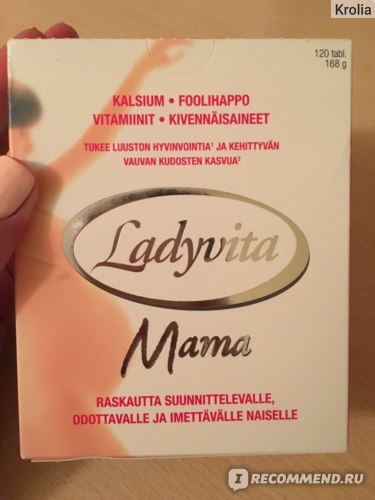 Krolia
120 tabl.
168 g
KALSIUM • FOOLIHAPPO
VITAMIINIT • KIVENNÄISAINEET
TUKEE LUUSTON HYVINVOINTIA¹ JA KEHITTYVÄN
VAUVAN KUDOSTEN KASVUA²
Ladyvita
Mama
RASKAUTTA SUUNNITTELEVALLE,
ODOTTAVALLE JA IMETTÄVÄLLE NAISELLE
I RECOMMEND.RU